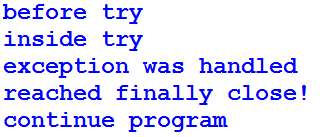 before try
inside try
exception was handled
reached finally close!
continue program